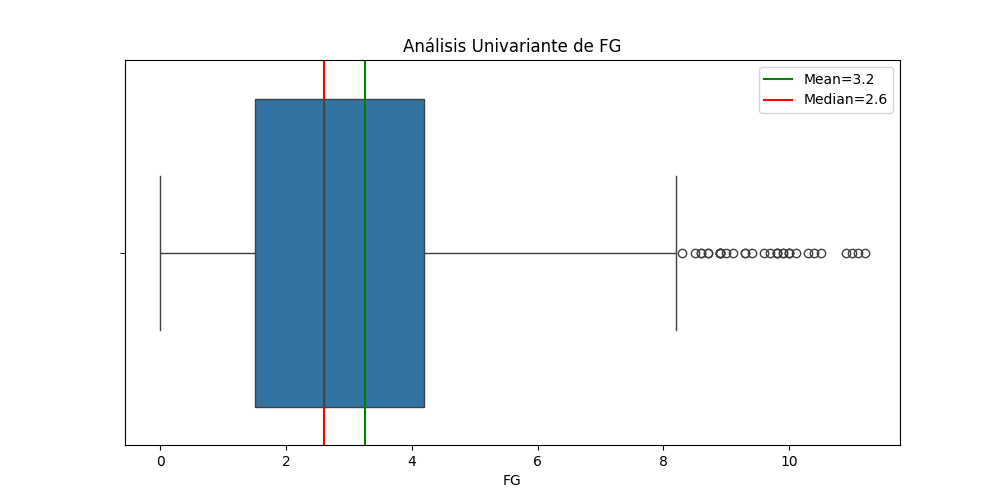 Análisis Univariante de FG
Mean=3.2
Median=2.6
0 2 4 6 8 10
FG